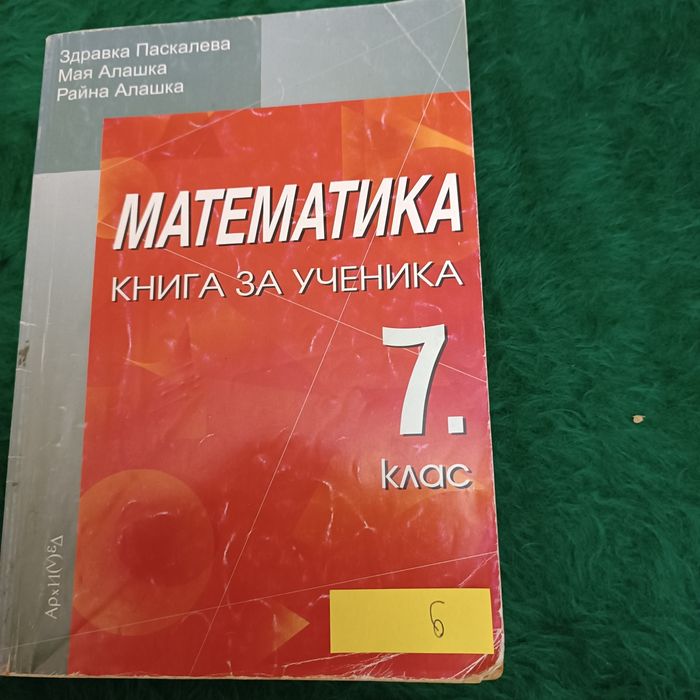 Здравка Паскалева
Мая Алашка
Райна Алашка
МАТЕМАТИКА
КНИГА ЗА УЧЕНИКА
7.
клас
6